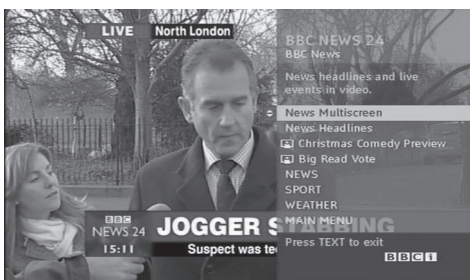 LIVE North London
BBC NEWS 24
BBC News
News headlines and live
events in video.
News Multiscreen
News Headlines
Christmas Comedy Preview
Big Read Vote
NEWS
SPORT
WEATHER
MAIN MENU
Press TEXT to exit
BBCi
BBC
NEWS 24
15:11
JOGGER STABBING
Suspect was tee